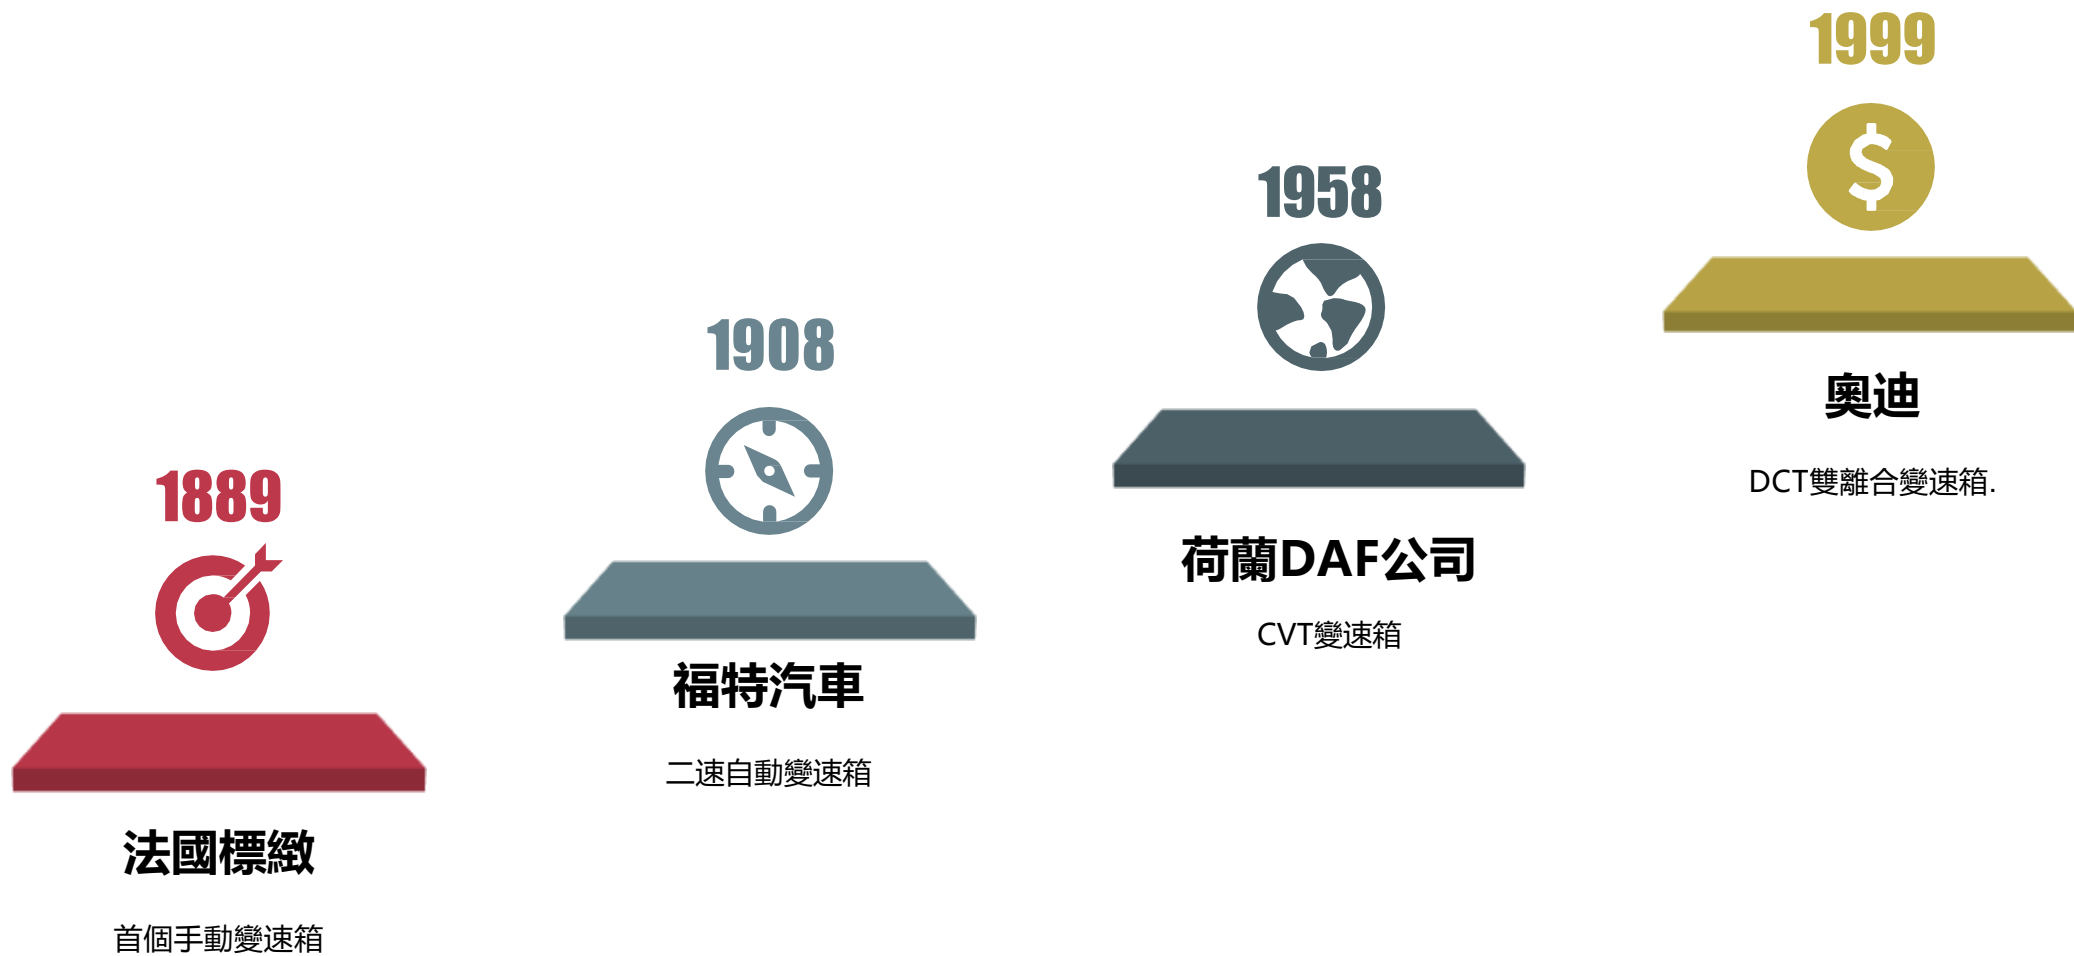 1889
法國標緻
首個手動變速箱
1908
福特汽車
二速自動變速箱
1958
荷蘭DAF公司
CVT變速箱
1999
奧迪
DCT雙離合變速箱.